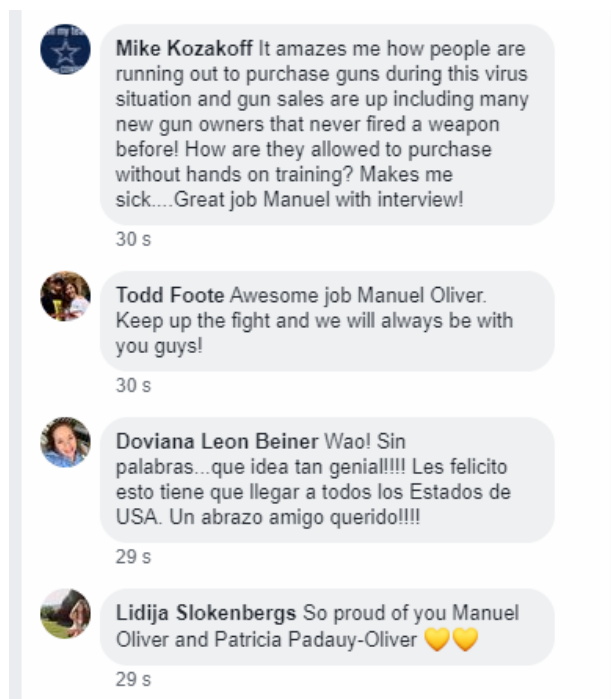 Mike Kozakoff It amazes me how people are
running out to purchase guns during this virus
situation and gun sales are up including many
new gun owners that never fired a weapon
before! How are they allowed to purchase
without hands on training? Makes me
sick....Great job Manuel with interview!
30 s
Todd Foote Awesome job Manuel Oliver.
Keep up the fight and we will always be with
you guys!
30 s
Doviana Leon Beiner Wao! Sin
palabras...que idea tan genial!!!! Les felicito
esto tiene que llegar a todos los Estados de
USA. Un abrazo amigo querido!!!!
29 s
Lidija Slokenbergs So proud of you Manuel
Oliver and Patricia Padauy-Oliver 💛💛
29 s